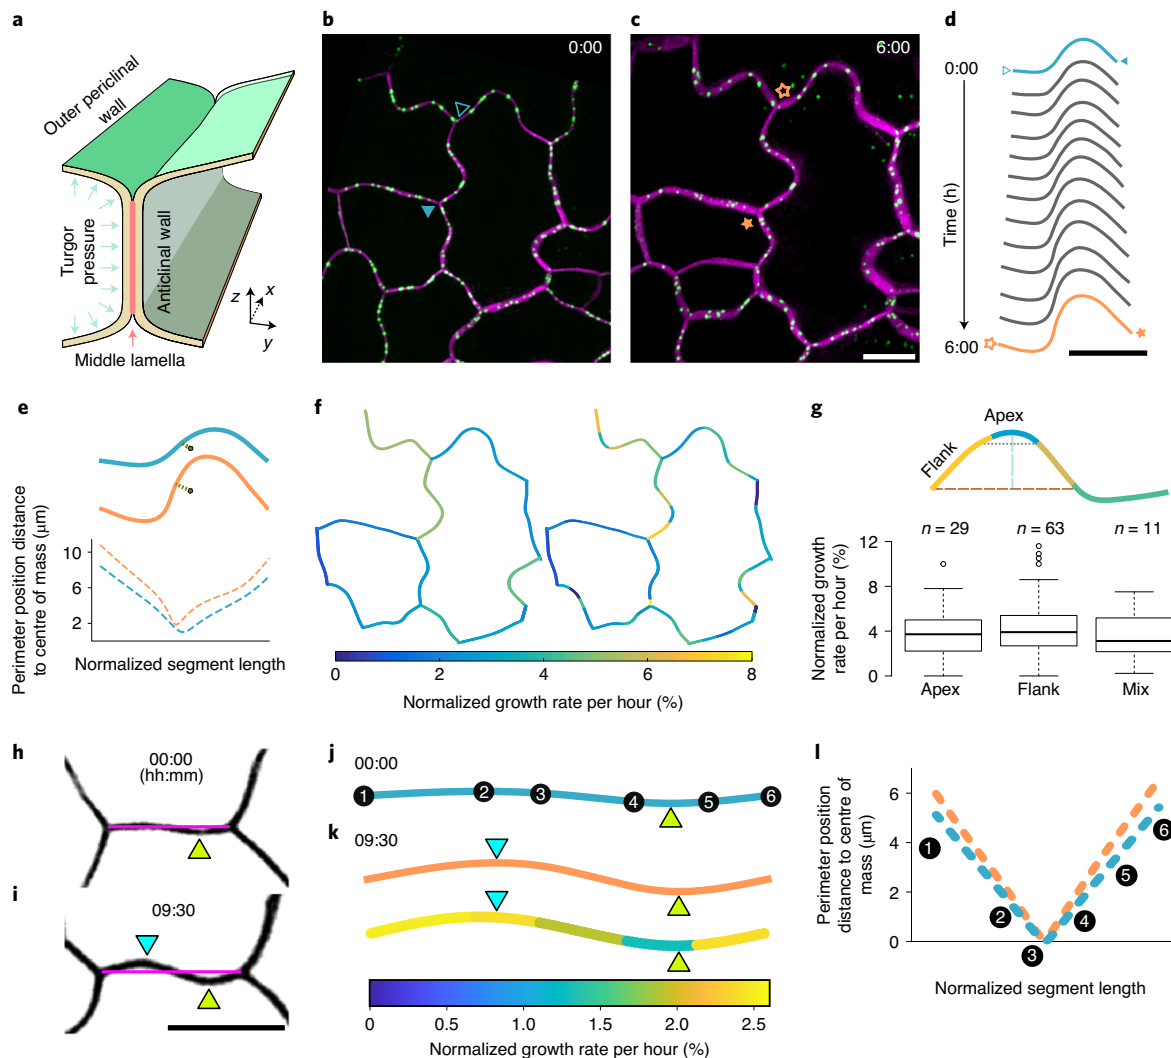 a
Outer periclinal
wall
Turgor
pressure
Anticlinal wall
Middle lamella
z
x
y
b
0:00
c
6:00
d
0:00
Time (h)
6:00
e
Perimeter position distance
to centre of mass (μm)
10
6
2
Normalized segment length
f
0
2
4
6
8
Normalized growth rate per hour (%)
g
Apex
Flank
n = 29
n = 63
n = 11
Normalized growth
rate per hour (%)
12
8
4
0
Apex
Flank
Mix
h
00:00
(hh:mm)
i
09:30
j
00:00
1
2
3
4
5
6
k
09:30
0
0.5
1.0
1.5
2.0
2.5
Normalized growth rate per hour (%)
l
Perimeter position
distance to centre of
mass (μm)
6
4
2
0
1
2
3
4
5
6
Normalized segment length